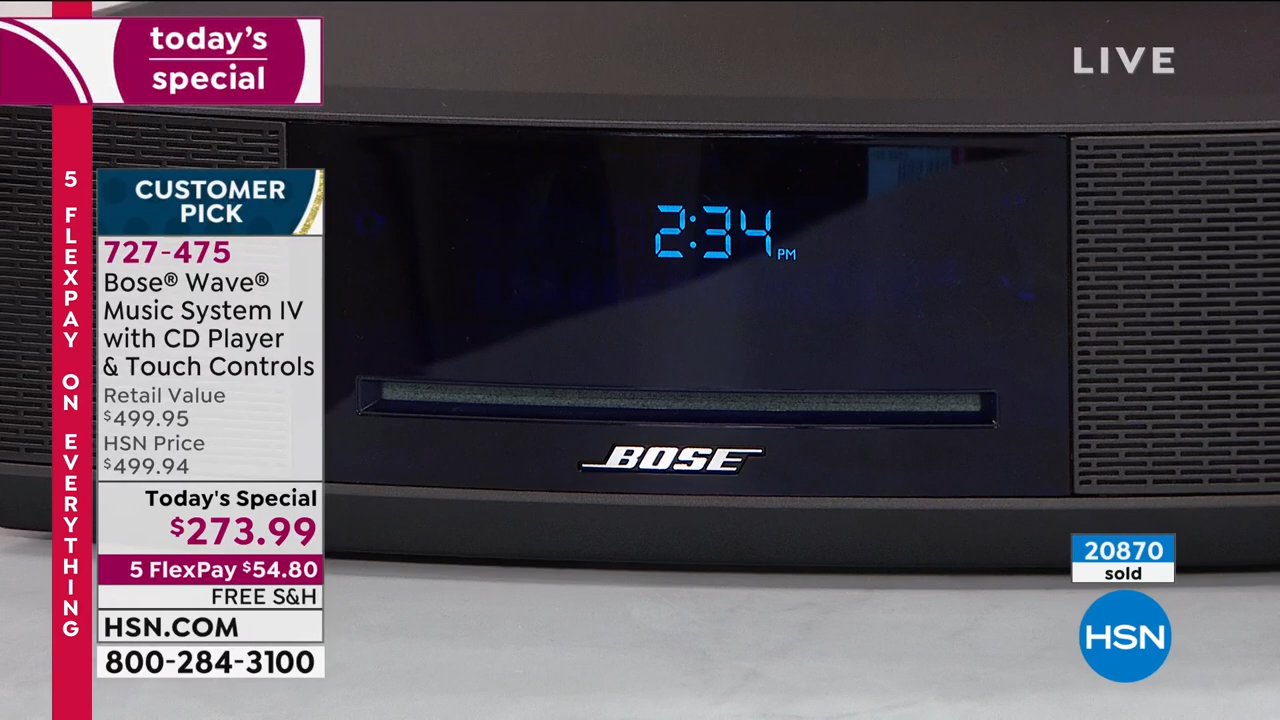 today's
special
LIVE
5 FLEXPAY ON EVERYTHING
CUSTOMER
PICK
727-475
Bose® Wave®
Music System IV
with CD Player
& Touch Controls
Retail Value
$499.95
HSN Price
$499.94
Today's Special
$273.99
5 FlexPay $54.80
FREE S&H
HSN.COM
800-284-3100
2:34 PM
BOSE
20870
sold
HSN